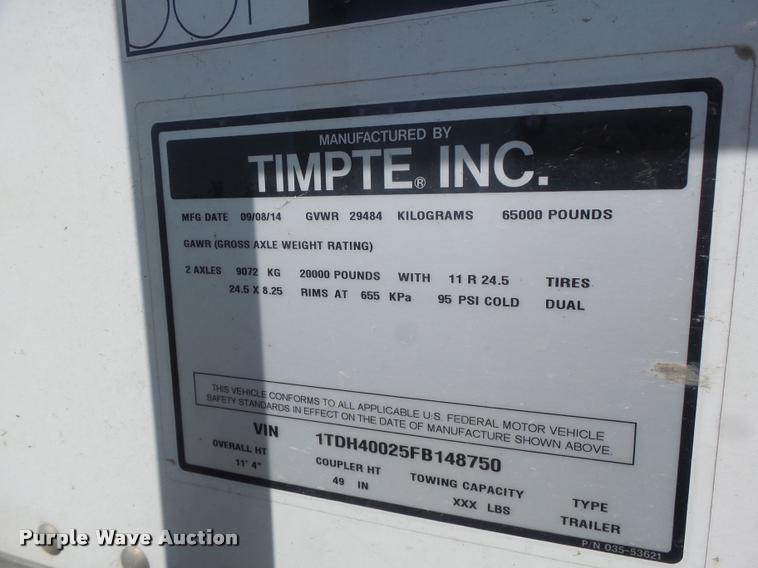 MANUFACTURED BY
TIMPTE® INC.
MFG DATE 09/08/14 GVWR 29484 KILOGRAMS 65000 POUNDS
GAWR (GROSS AXLE WEIGHT RATING)
2 AXLES 9072 KG 20000 POUNDS WITH 11 R 24.5 TIRES
24.5 X 8.25 RIMS AT 655 KPa 95 PSI COLD DUAL
THIS VEHICLE CONFORMS TO ALL APPLICABLE U.S. FEDERAL MOTOR VEHICLE
SAFETY STANDARDS IN EFFECT ON THE DATE OF MANUFACTURE SHOWN ABOVE.
VIN 1TDH40025FB148750
OVERALL HT COUPLER HT TOWING CAPACITY TYPE
11' 4" 49 IN XXX LBS TRAILER
P/N 035-53621
Purple Wave Auction